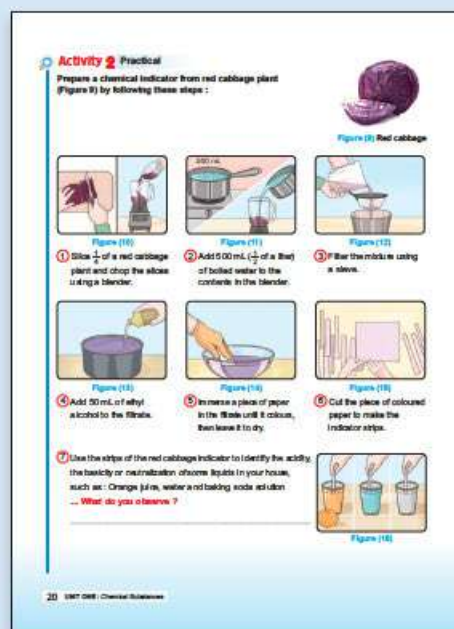 Activity 2 Practical
Prepare a chemical indicator from red cabbage plant
(Figure 9) by following these steps :
Figure (9) Red cabbage
500 mL
Figure (10)
Figure (11)
Figure (12)
1 Slice 1/4 of a red cabbage
plant and chop the slices
using a blender.
2 Add 500 mL (1/2 of a liter)
of boiled water to the
contents in the blender.
3 Filter the mixture using
a sieve.
Figure (13)
Figure (14)
Figure (15)
4 Add 50 mL of ethyl
alcohol to the filtrate.
5 Immerse a piece of paper
in the filtrate until it colours,
then leave it to dry.
6 Cut the piece of coloured
paper to make the
indicator strips.
7 Use the strips of the red cabbage indicator to identify the acidity,
the basicity or neutralization of some liquids in your house,
such as : Orange juice, water and baking soda solution
... What do you observe ?
Figure (16)
20 UNIT ONE : Chemical Substances